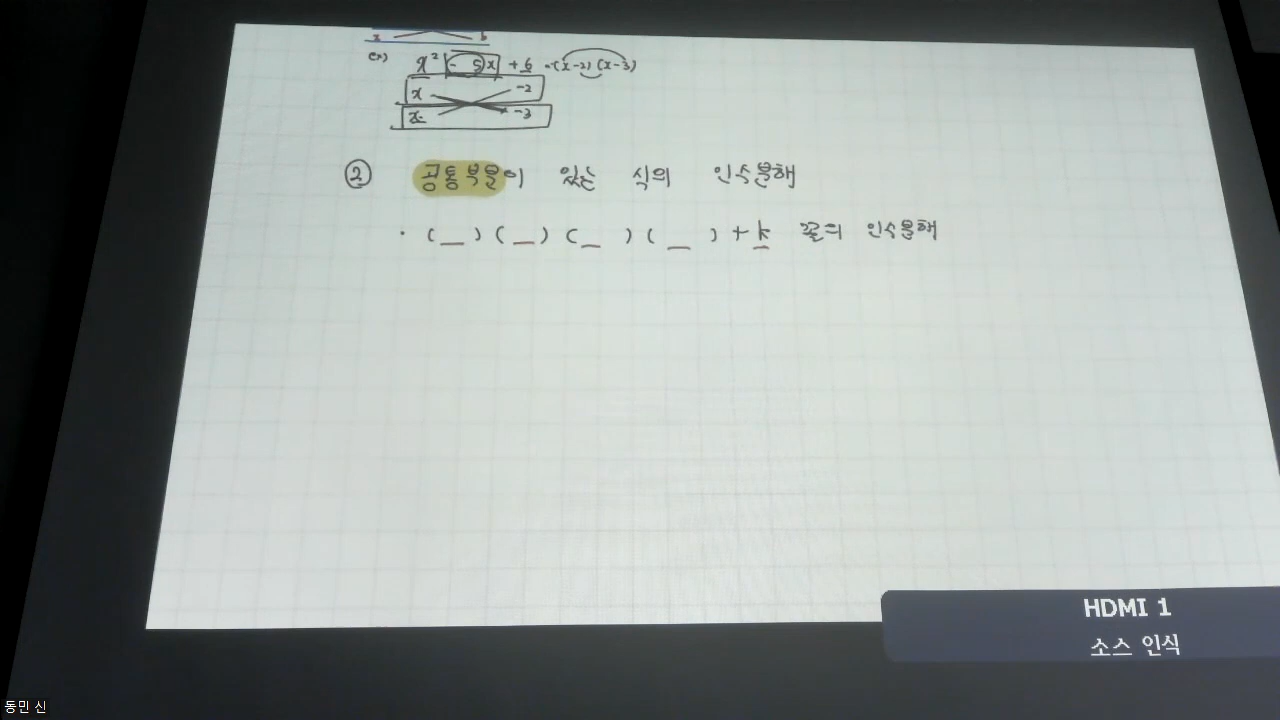 ex) x² - 5x + 6 = (x-2)(x-3)
x -2
x -3
② 공통부분이 있는 식의 인수분해
· ( _ ) ( _ ) ( _ ) ( _ ) + k 꼴의 인수분해
HDMI 1
소스 인식
동민 신